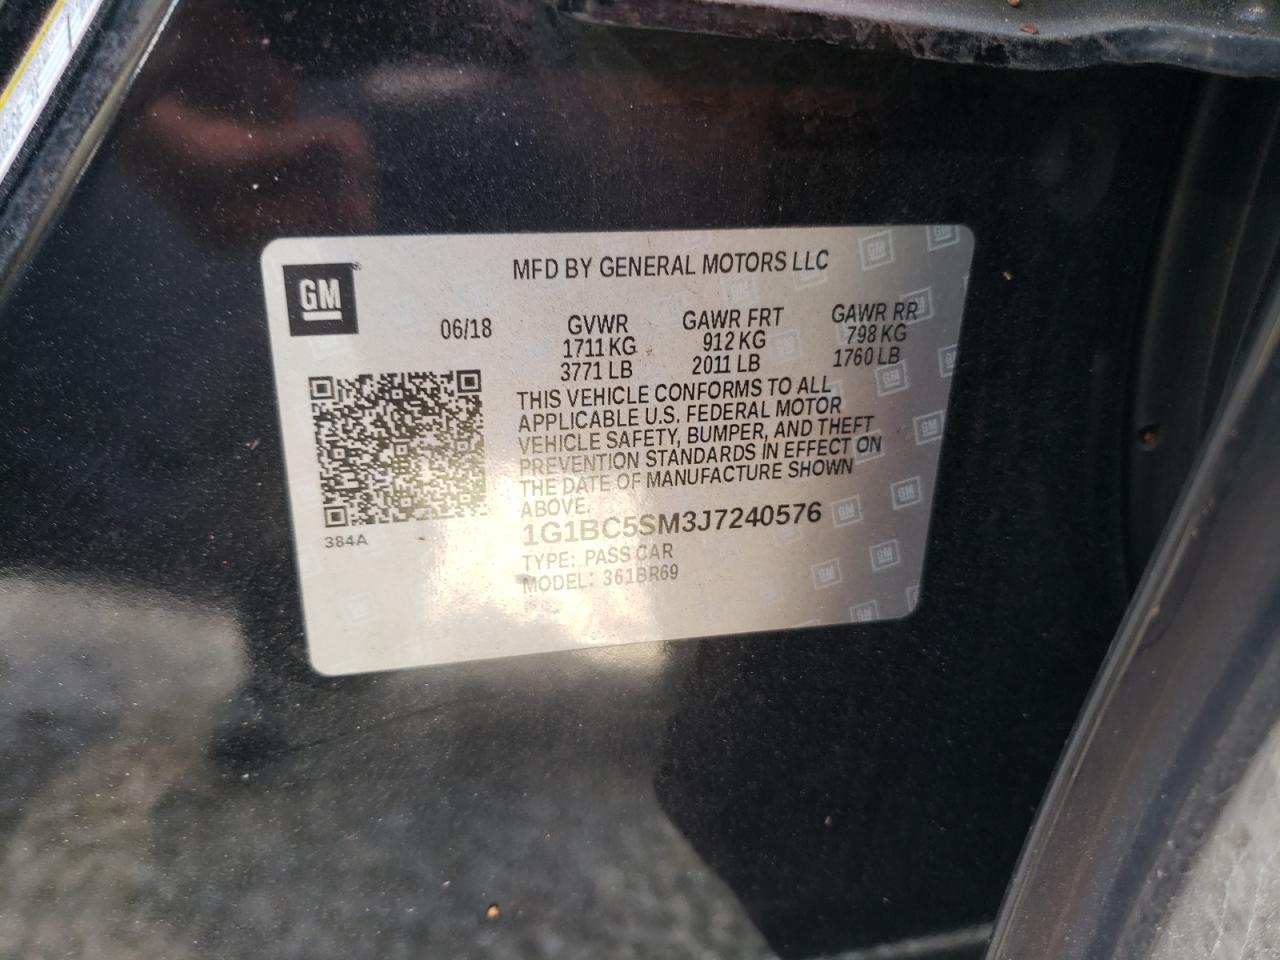 GM
MFD BY GENERAL MOTORS LLC
06/18 GVWR GAWR FRT GAWR RR
1711 KG 912 KG 798 KG
3771 LB 2011 LB 1760 LB
THIS VEHICLE CONFORMS TO ALL
APPLICABLE U.S. FEDERAL MOTOR
VEHICLE SAFETY, BUMPER, AND THEFT
PREVENTION STANDARDS IN EFFECT ON
THE DATE OF MANUFACTURE SHOWN
ABOVE.
1G1BC5SM3J7240576
384A
TYPE: PASS CAR
MODEL: 361BR69